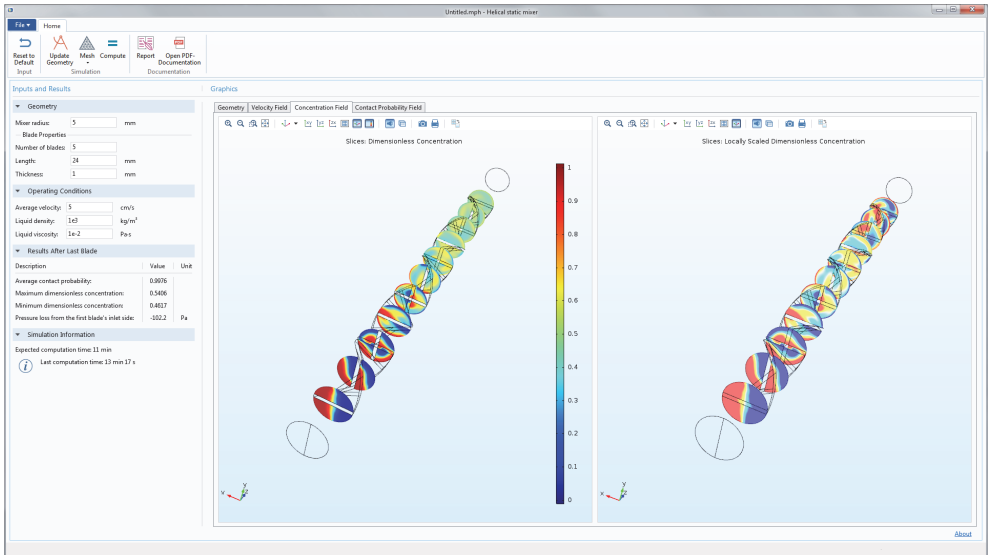 Untitled.mph - Helical static mixer
File ▾ Home
Reset to Default
Update Geometry
Mesh
Compute
Report
Open PDF-Documentation
Input Simulation Documentation
Inputs and Results
Geometry
Mixer radius: 5 mm
Blade Properties
Number of blades: 5
Length: 24 mm
Thickness: 1 mm
Operating Conditions
Average velocity: 5 cm/s
Liquid density: 1e3 kg/m³
Liquid viscosity: 1e-2 Pa·s
Results After Last Blade
Description Value Unit
Average contact probability: 0.9976
Maximum dimensionless concentration: 0.5406
Minimum dimensionless concentration: 0.4617
Pressure loss from the first blade's inlet side: -102.2 Pa
Simulation Information
Expected computation time: 11 min
Last computation time: 13 min 17 s
Graphics
Geometry Velocity Field Concentration Field Contact Probability Field
Slices: Dimensionless Concentration
1
0.9
0.8
0.7
0.6
0.5
0.4
0.3
0.2
0.1
0
y
z
Slices: Locally Scaled Dimensionless Concentration
y
x z
About